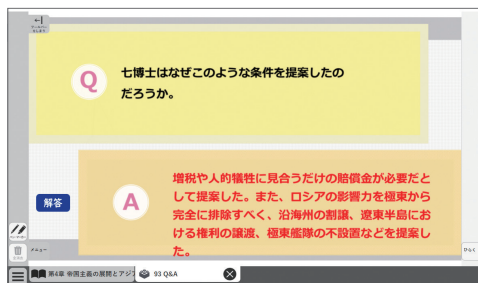 Q
七博士はなぜこのような条件を提案したの
だろうか。
解答
A
増税や人的犠牲に見合うだけの賠償金が必要だと
して提案した。また、ロシアの影響力を極東から
完全に排除すべく、沿海州の割譲、遼東半島にお
ける権利の譲渡、極東艦隊の不設置などを提案し
た。
メニュー
ひらく
第4章 帝国主義の展開とアジ
93 Q&A